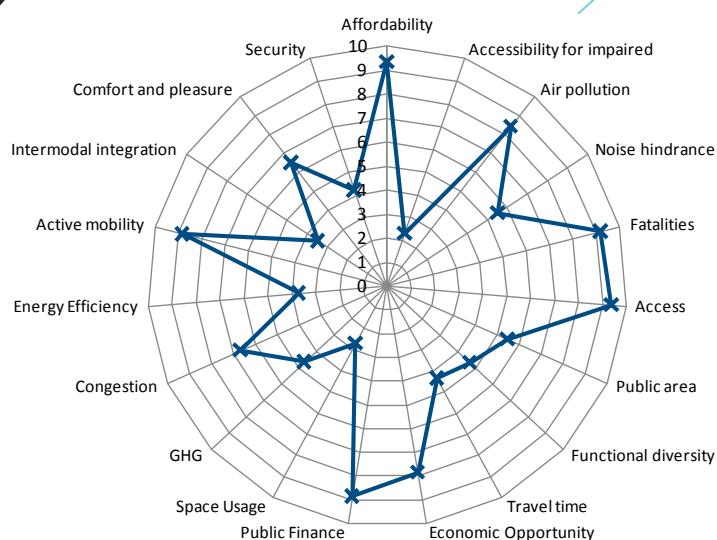 Affordability
Accessibility for impaired
Air pollution
Noise hindrance
Fatalities
Access
Public area
Functional diversity
Travel time
Economic Opportunity
Public Finance
Space Usage
GHG
Congestion
Energy Efficiency
Active mobility
Intermodal integration
Comfort and pleasure
Security
10
9
8
7
6
5
4
3
2
1
0